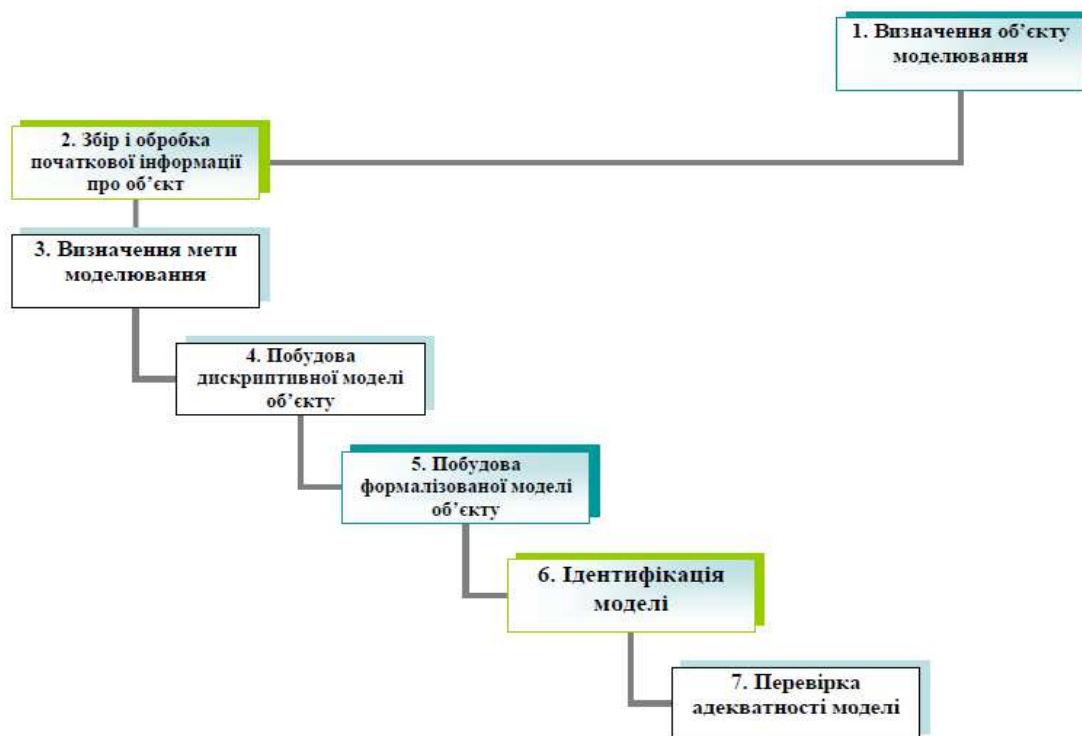 1. Визначення об’єкту
моделювання
2. Збір і обробка
початкової інформації
про об’єкт
3. Визначення мети
моделювання
4. Побудова
дискриптивної моделі
об’єкту
5. Побудова
формалізованої моделі
об’єкту
6. Ідентифікація
моделі
7. Перевірка
адекватності моделі